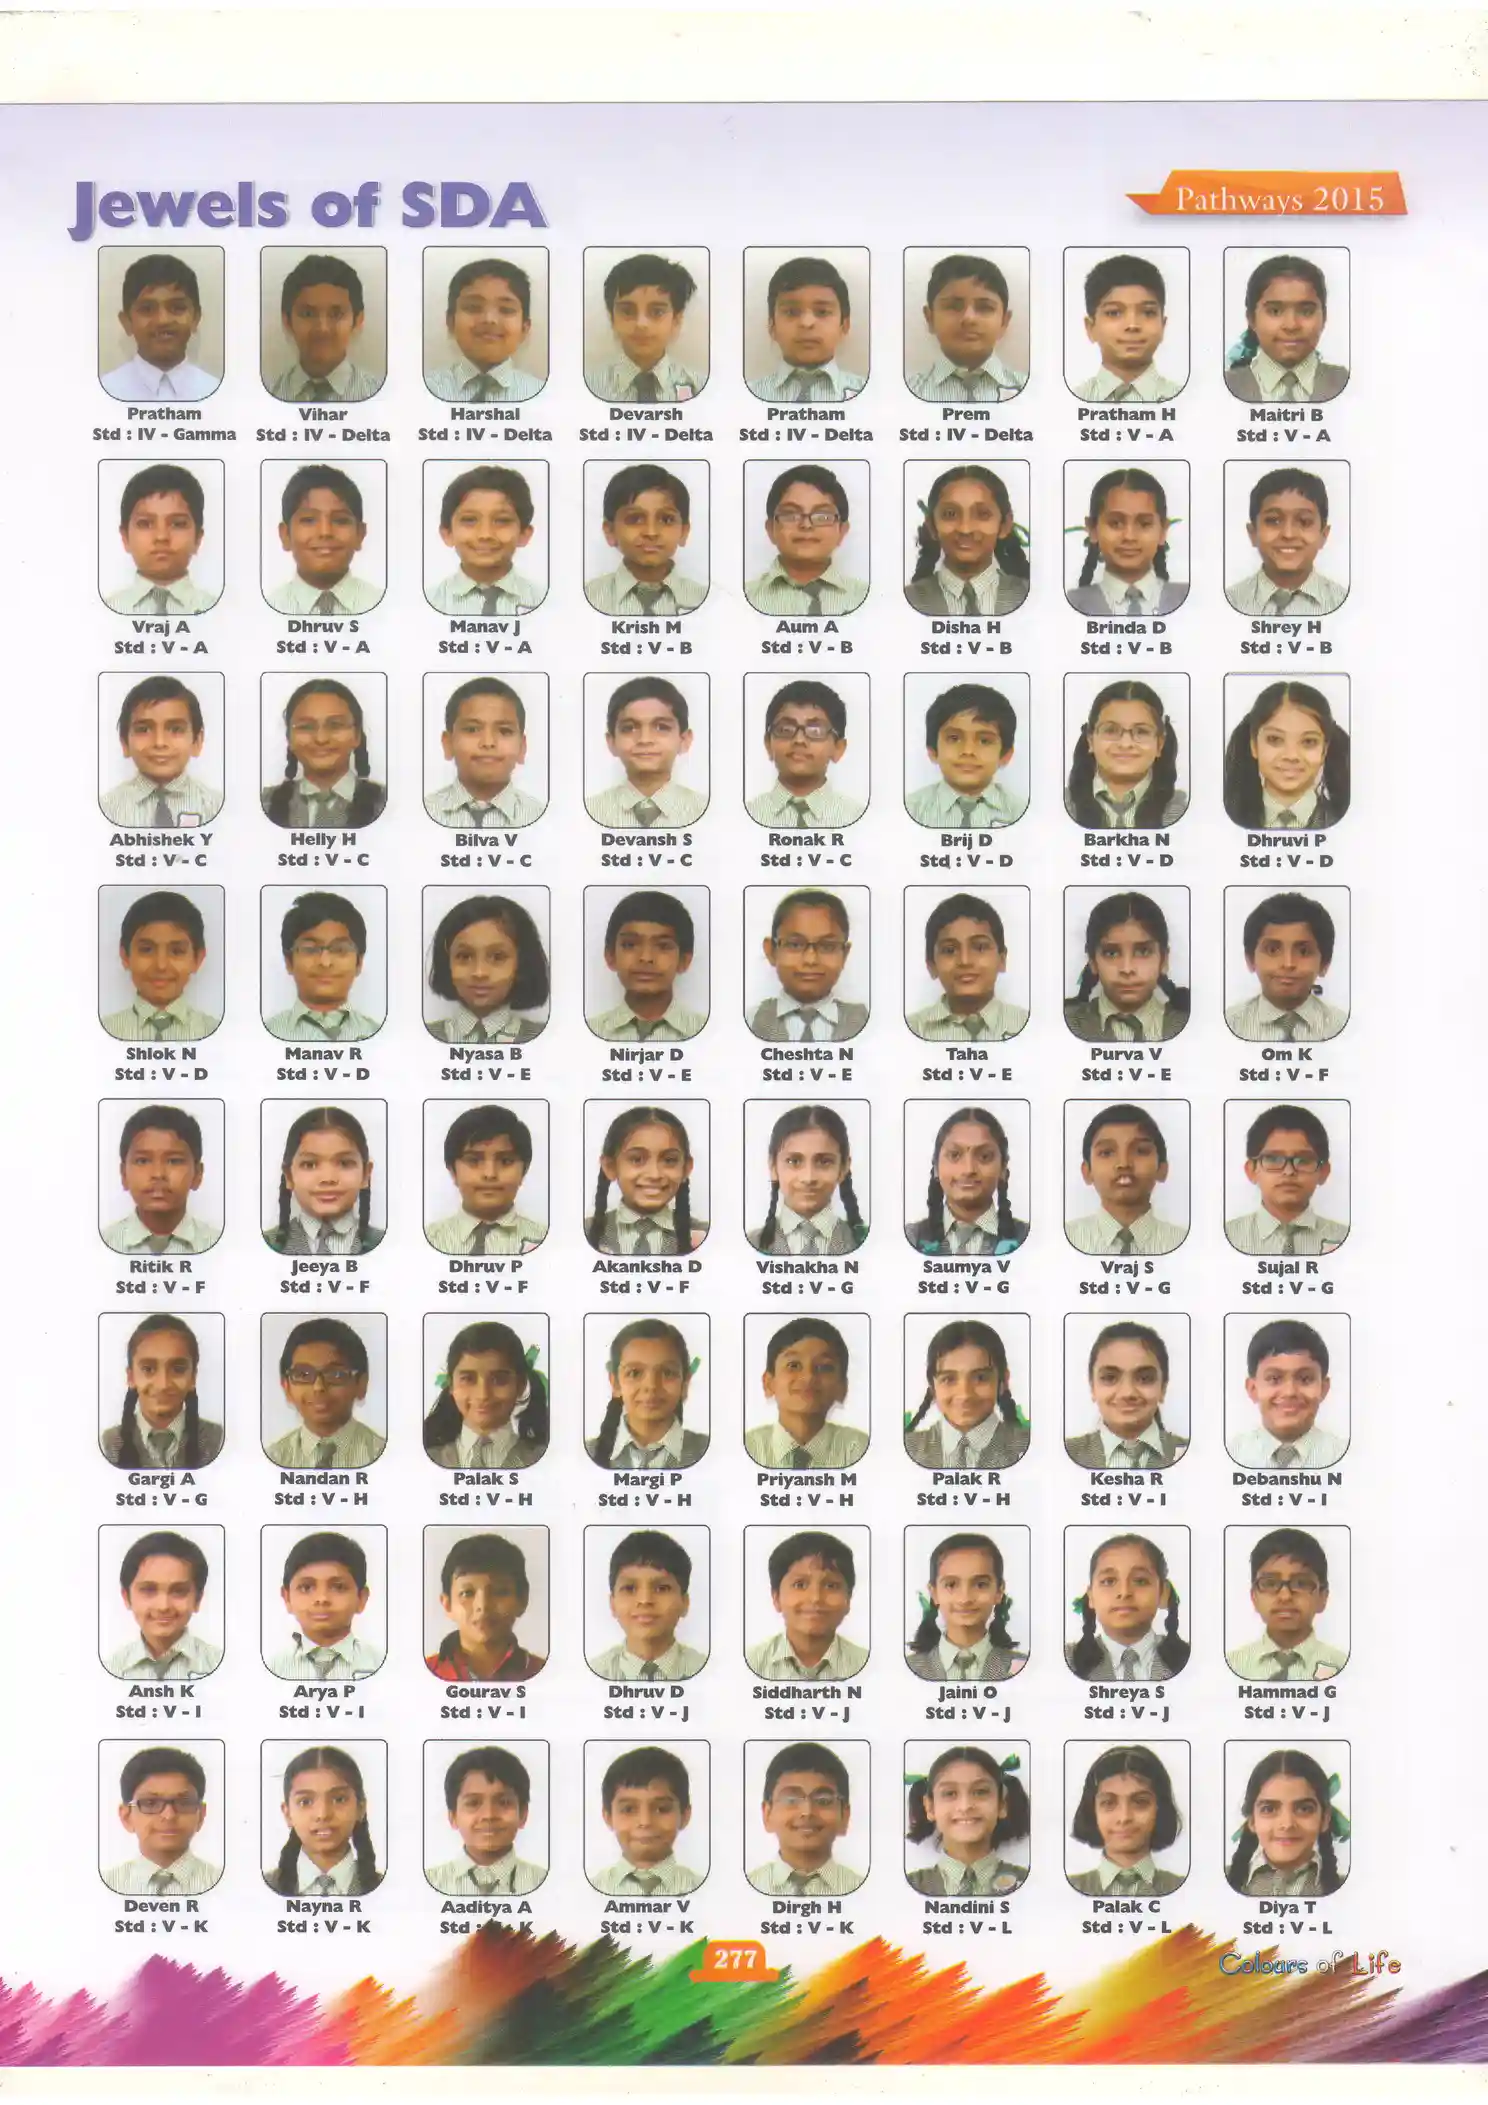 Jewels of SDA
Pathways 2015
Pratham Vihar Harshal Devarsh Pratham Prem Pratham H Maitri B
Std : IV - Gamma Std : IV - Delta Std : IV - Delta Std : IV - Delta Std : IV - Delta Std : IV - Delta Std : V - A Std : V - A
Vraj A Dhruv S Manav J Krish M Aum A Disha H Brinda D Shrey H
Std : V - A Std : V - A Std : V - A Std : V - B Std : V - B Std : V - B Std : V - B Std : V - B
Abhishek Y Helly H Bilva V Devansh S Ronak R Brij D Barkha N Dhruvi P
Std : V - C Std : V - C Std : V - C Std : V - C Std : V - C Std : V - D Std : V - D Std : V - D
Shlok N Manav R Nyasa B Nirjar D Cheshta N Taha Purva V Om K
Std : V - D Std : V - D Std : V - E Std : V - E Std : V - E Std : V - E Std : V - E Std : V - F
Ritik R Jeeya B Dhruv P Akanksha D Vishakha N Saumya V Vraj S Sujal R
Std : V - F Std : V - F Std : V - F Std : V - F Std : V - G Std : V - G Std : V - G Std : V - G
Gargi A Nandan R Palak S Margi P Priyansh M Palak R Kesha R Debanshu N
Std : V - G Std : V - H Std : V - H Std : V - H Std : V - H Std : V - H Std : V - I Std : V - I
Ansh K Arya P Gourav S Dhruv D Siddharth N Jaini O Shreya S Hammad G
Std : V - I Std : V - I Std : V - I Std : V - J Std : V - J Std : V - J Std : V - J Std : V - J
Deven R Nayna R Aaditya A Ammar V Dirgh H Nandini S Palak C Diya T
Std : V - K Std : V - K Std : V - K Std : V - K Std : V - K Std : V - L Std : V - L Std : V - L
277
Colours of Life